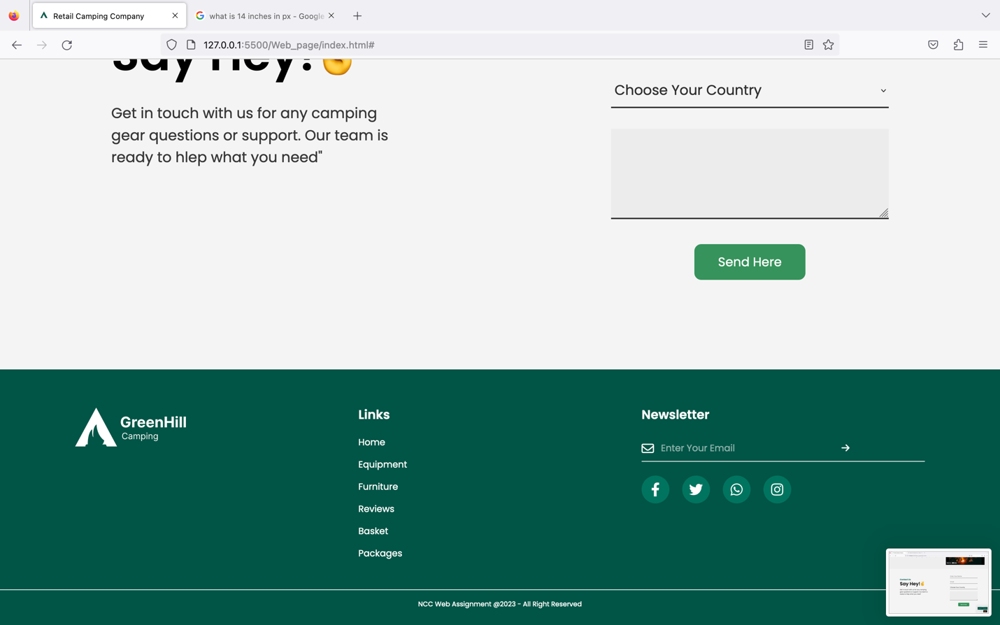 Retail Camping Company
what is 14 inches in px - Google
127.0.0.1:5500/Web_page/index.html#
Say Hey!
Get in touch with us for any camping
gear questions or support. Our team is
ready to hlep what you need"
Choose Your Country
Send Here
GreenHill
Camping
Links
Home
Equipment
Furniture
Reviews
Basket
Packages
Newsletter
Enter Your Email
NCC Web Assignment @2023 - All Right Reserved
Say Hey!